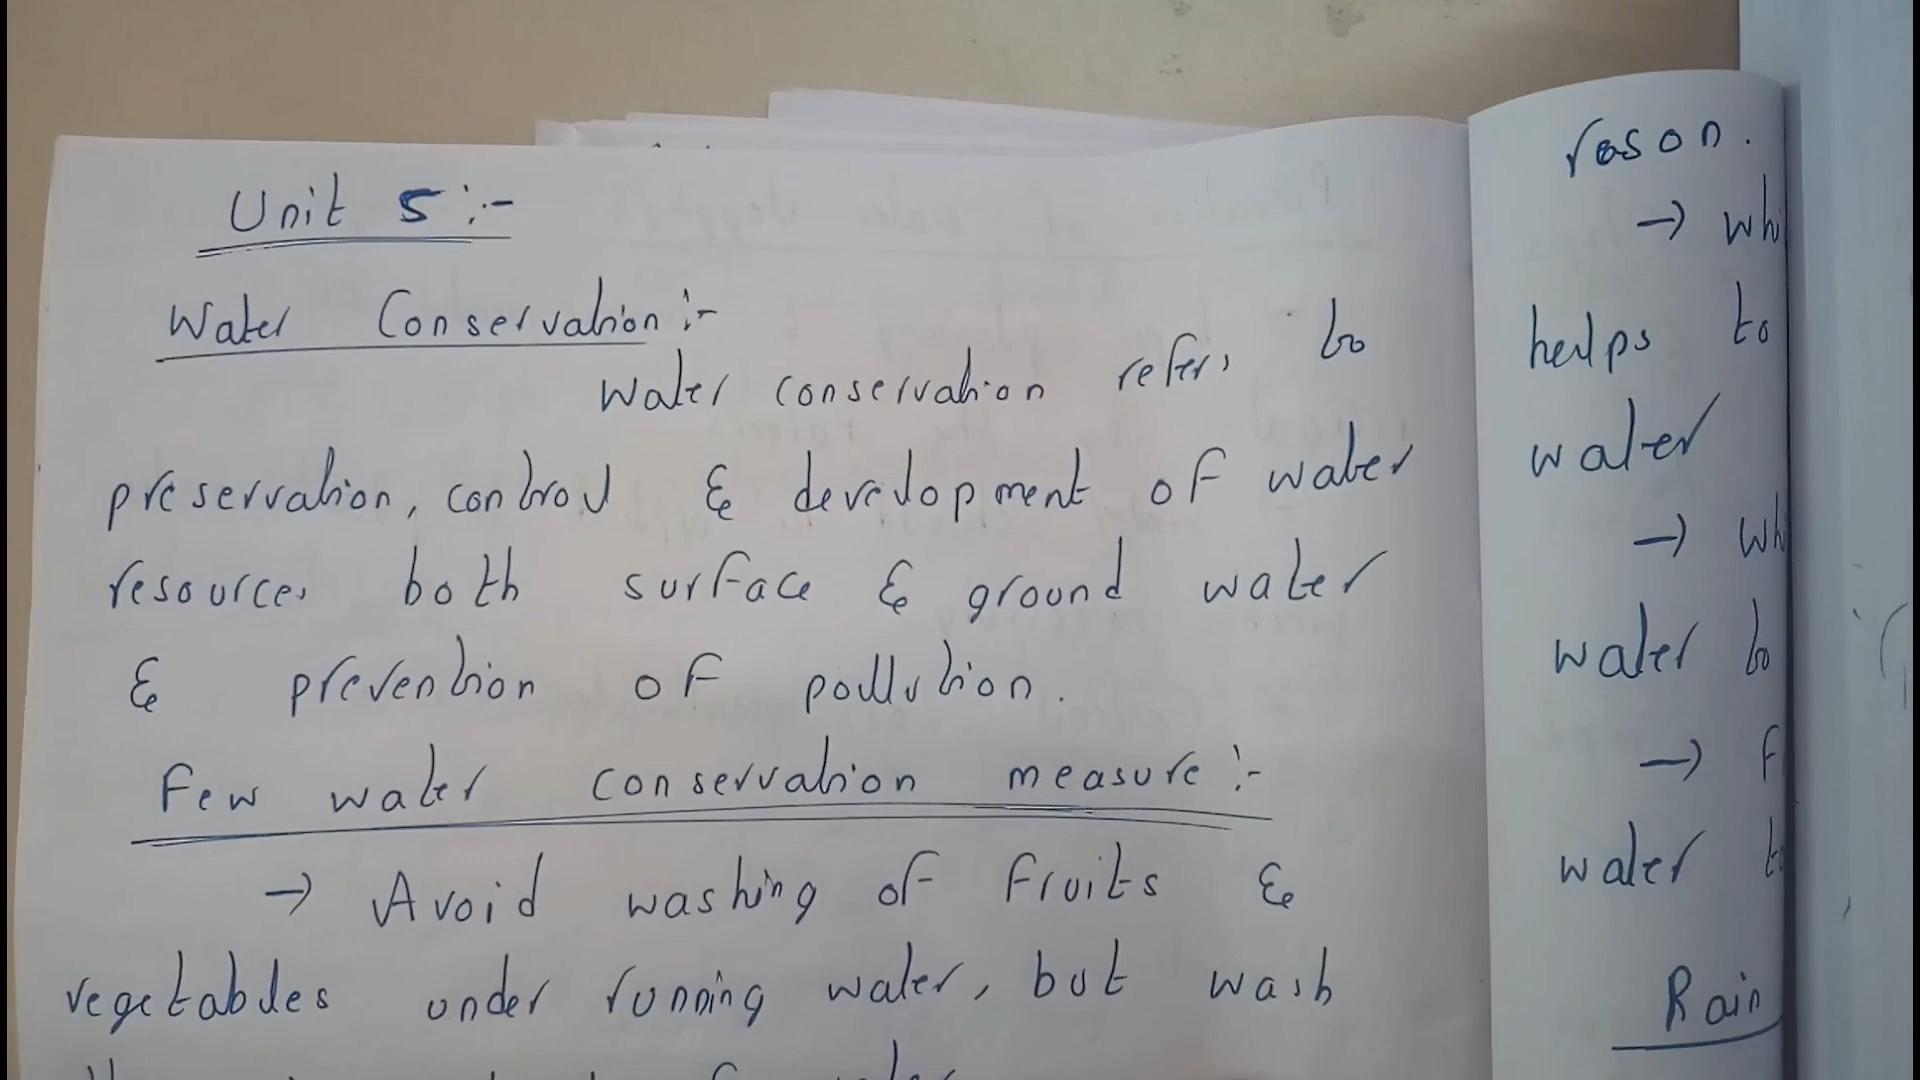 Unit 5 :-
Water Conservation :-
Water conservation refers to
preservation, control & development of water
resources both surface & ground water
& prevention of pollution.
Few water conservation measure :-
→ Avoid washing of fruits &
vegetables under running water, but wash
reason.
→ whi
helps to
water
→ wh
water to
→ F
water to
Rain